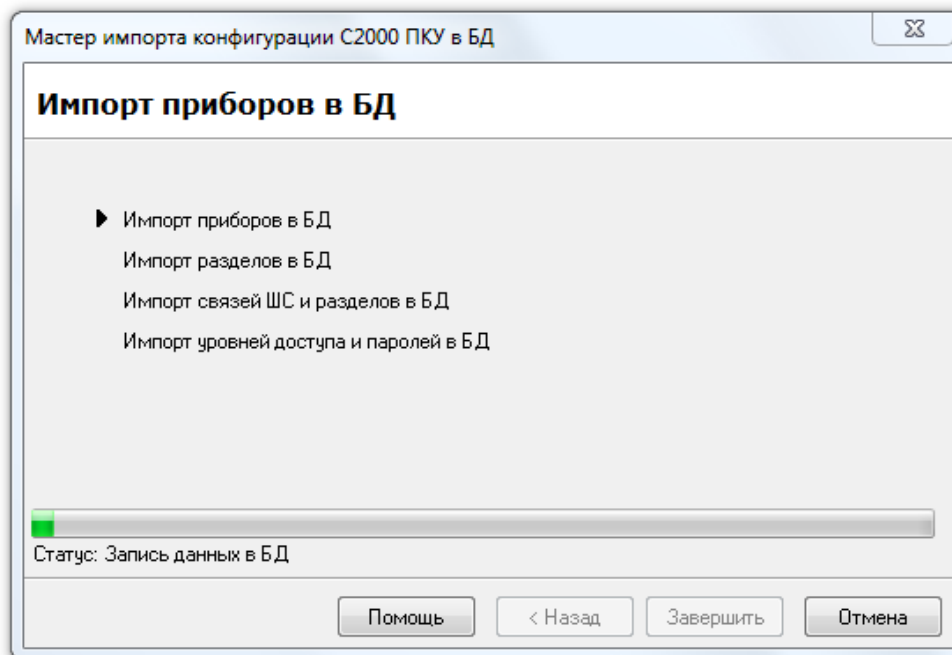 Мастер импорта конфигурации С2000 ПКУ в БД
Импорт приборов в БД
Импорт приборов в БД
Импорт разделов в БД
Импорт связей ШС и разделов в БД
Импорт уровней доступа и паролей в БД
Статус: Запись данных в БД
Помощь
< Назад
Завершить
Отмена